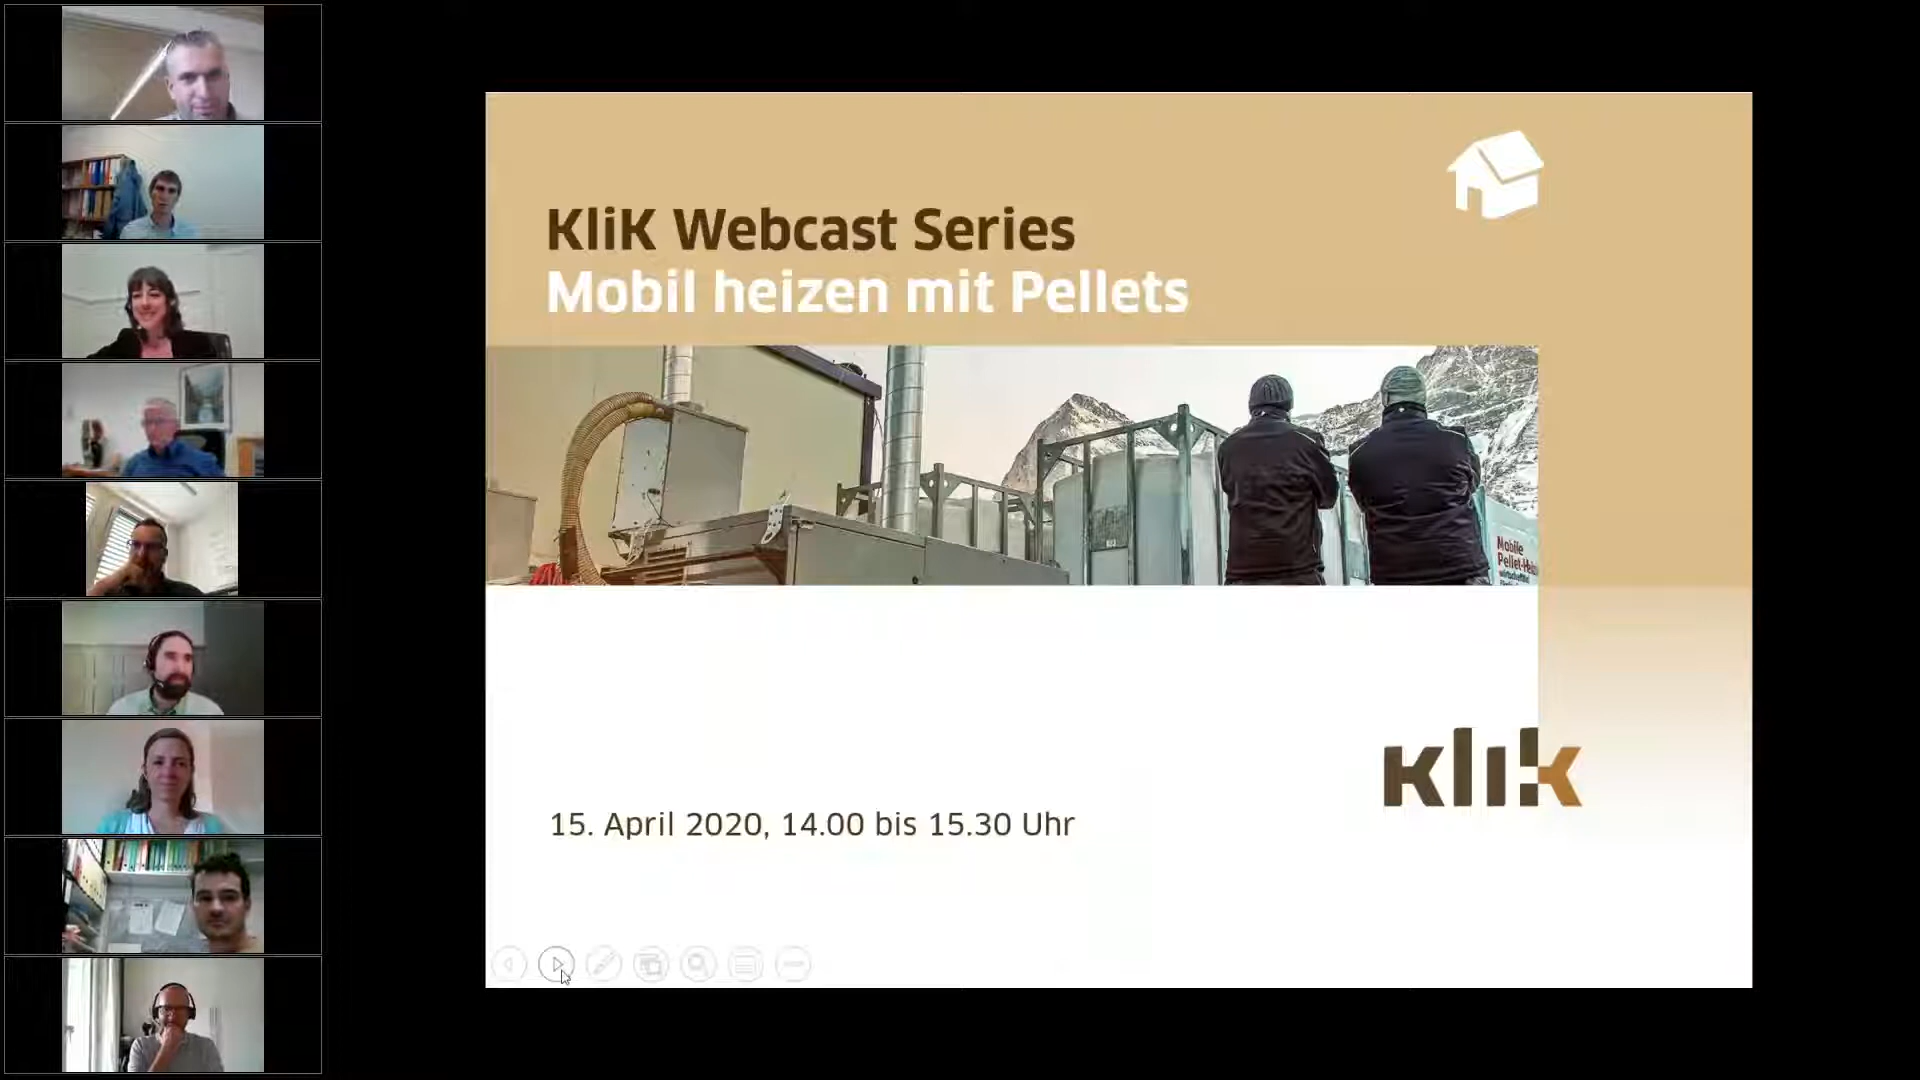 KliK Webcast Series
Mobil heizen mit Pellets
Mobile
Pellet-Heiz
klik
15. April 2020, 14.00 bis 15.30 Uhr